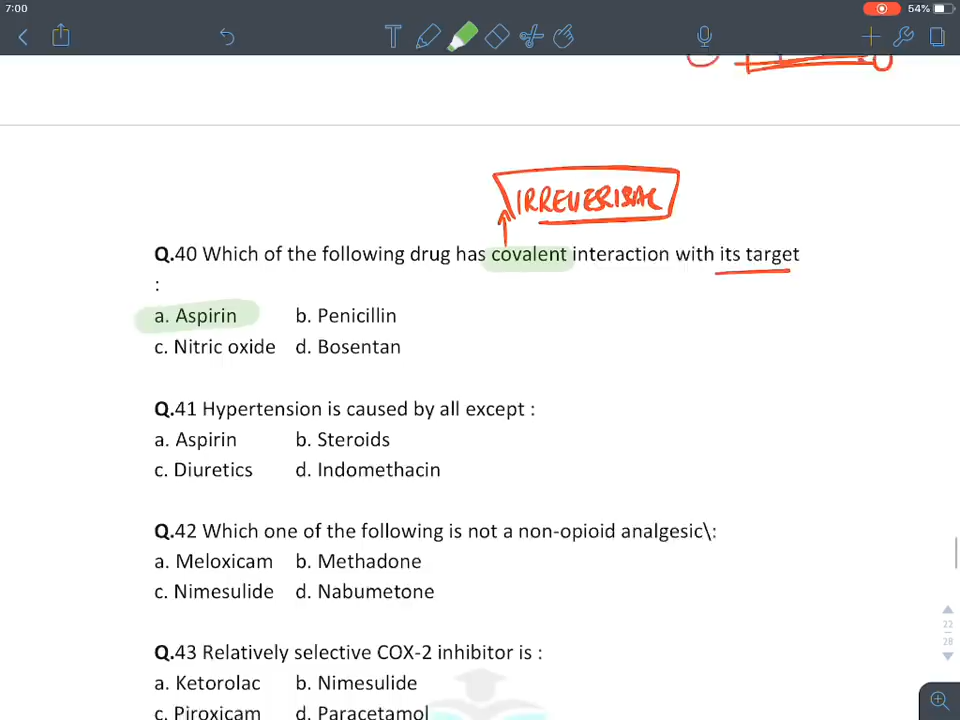 7:00
54%
T
IRREVERISBAL
Q.40 Which of the following drug has covalent interaction with its target
:
a. Aspirin b. Penicillin
c. Nitric oxide d. Bosentan
Q.41 Hypertension is caused by all except :
a. Aspirin b. Steroids
c. Diuretics d. Indomethacin
Q.42 Which one of the following is not a non-opioid analgesic\:
a. Meloxicam b. Methadone
c. Nimesulide d. Nabumetone
22
28
Q.43 Relatively selective COX-2 inhibitor is :
a. Ketorolac b. Nimesulide
c. Piroxicam d. Paracetamol